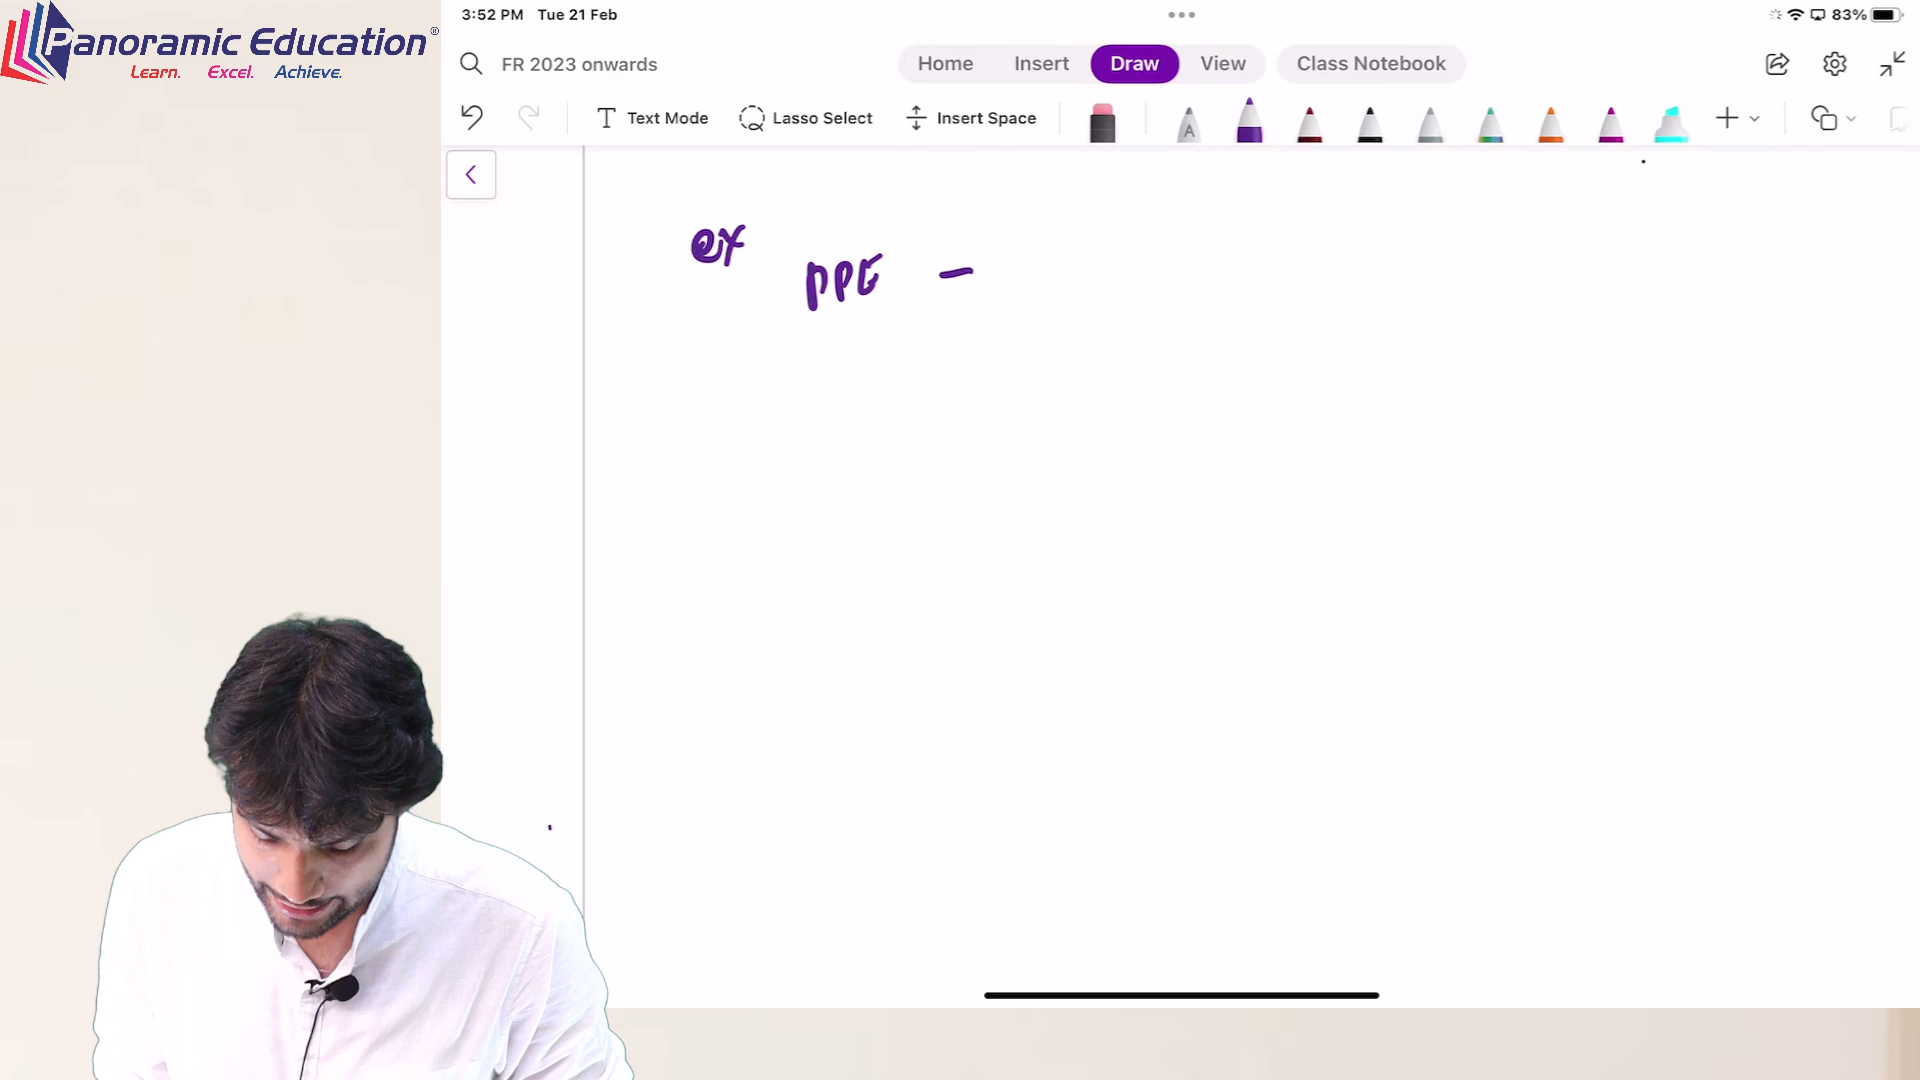 Panoramic Education®
Learn. Excel. Achieve.
3:52 PM Tue 21 Feb
83%
FR 2023 onwards
Home Insert Draw View Class Notebook
Text Mode Lasso Select Insert Space
A
ex
PPE -